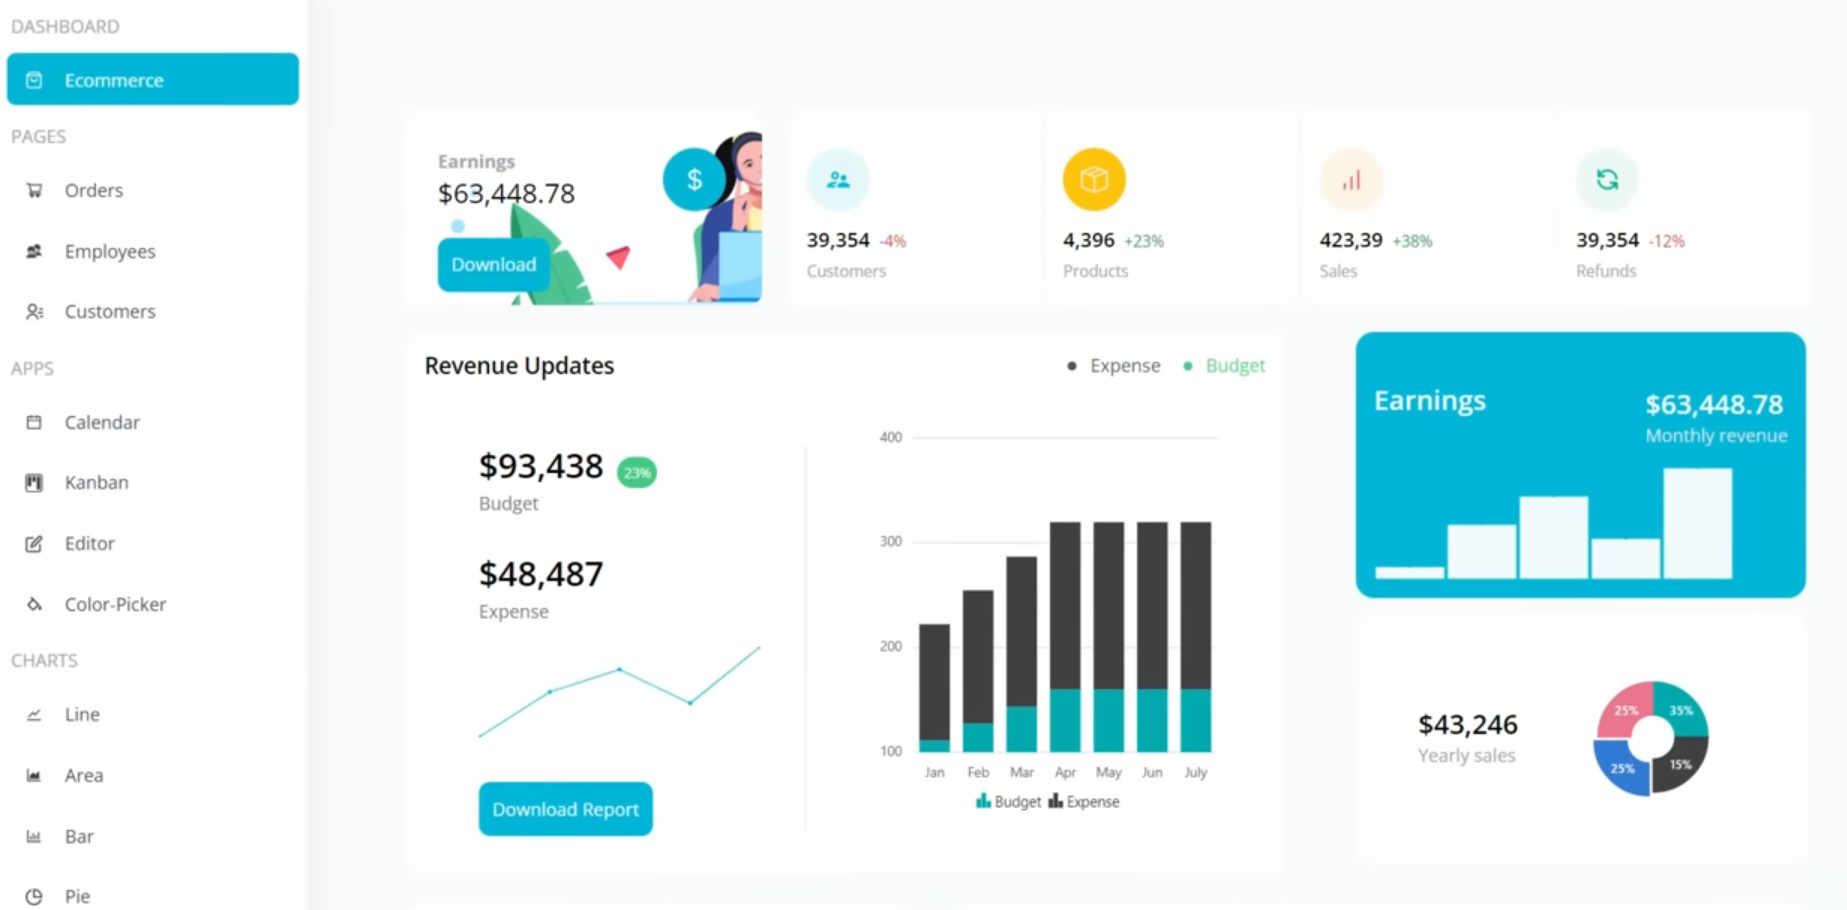 DASHBOARD
Ecommerce
PAGES
Orders
Employees
Customers
APPS
Calendar
Kanban
Editor
Color-Picker
CHARTS
Line
Area
Bar
Pie
Earnings
$63,448.78
$
Download
39,354 -4%
Customers
4,396 +23%
Products
423,39 +38%
Sales
39,354 -12%
Refunds
Revenue Updates
Expense Budget
$93,438 23%
Budget
$48,487
Expense
Download Report
400
300
200
100
Jan Feb Mar Apr May Jun July
Budget Expense
Earnings
$63,448.78
Monthly revenue
$43,246
Yearly sales
25% 35%
25% 15%